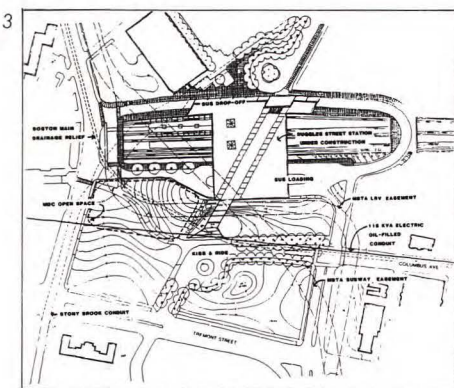 3
BUS DROP-OFF
BOSTON MAIN
DRAINAGE RELIEF
RUGGLES STREET STATION
UNDER CONSTRUCTION
BUS LOADING
MBTA LRV EASEMENT
MDC OPEN SPACE
115 KVA ELECTRIC
OIL-FILLED
CONDUIT
KISS & RIDE
COLUMBUS AVE
MBTA SUBWAY EASEMENT
STONY BROOK CONDUIT
TREMONT STREET